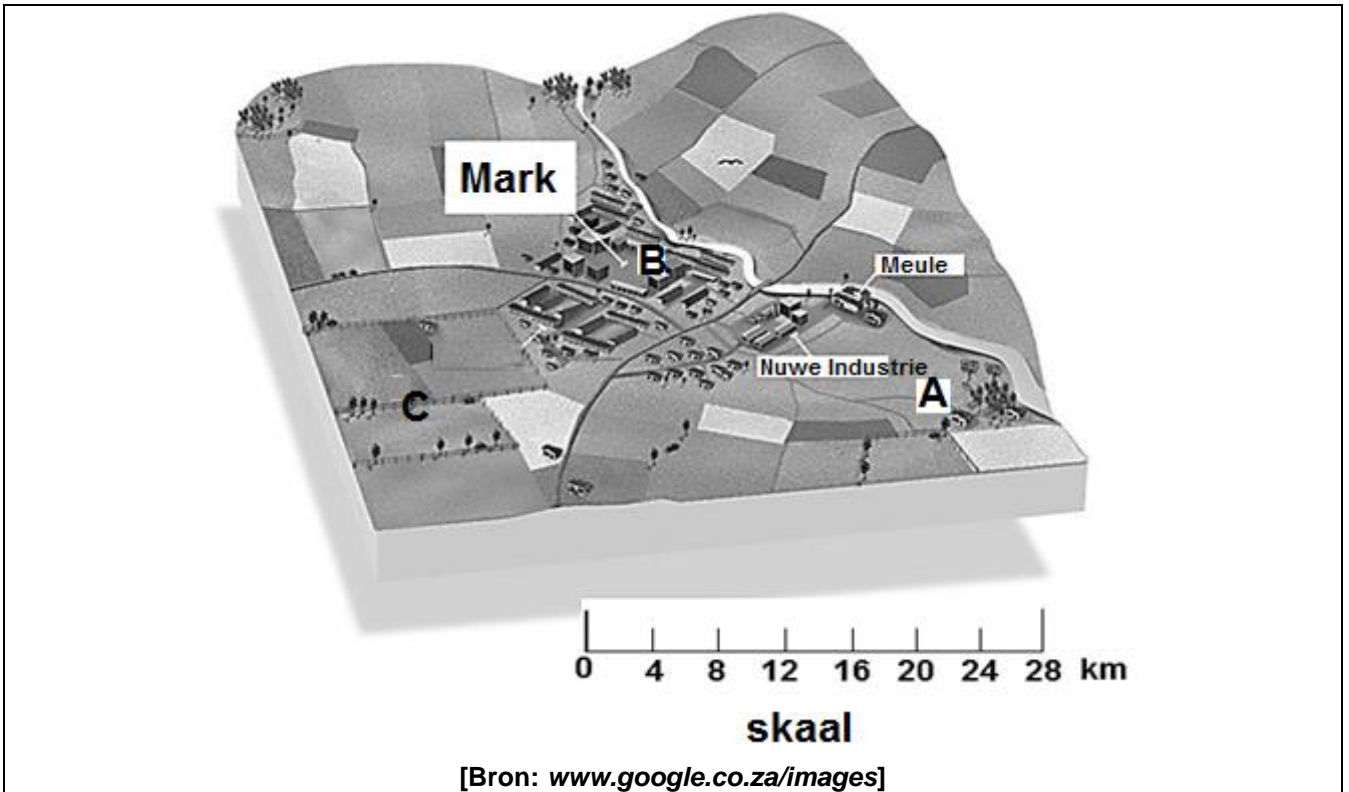 Mark
B
Meule
Nuwe Industrie
A
C
0 4 8 12 16 20 24 28 km
skaal
[Bron: www.google.co.za/images]